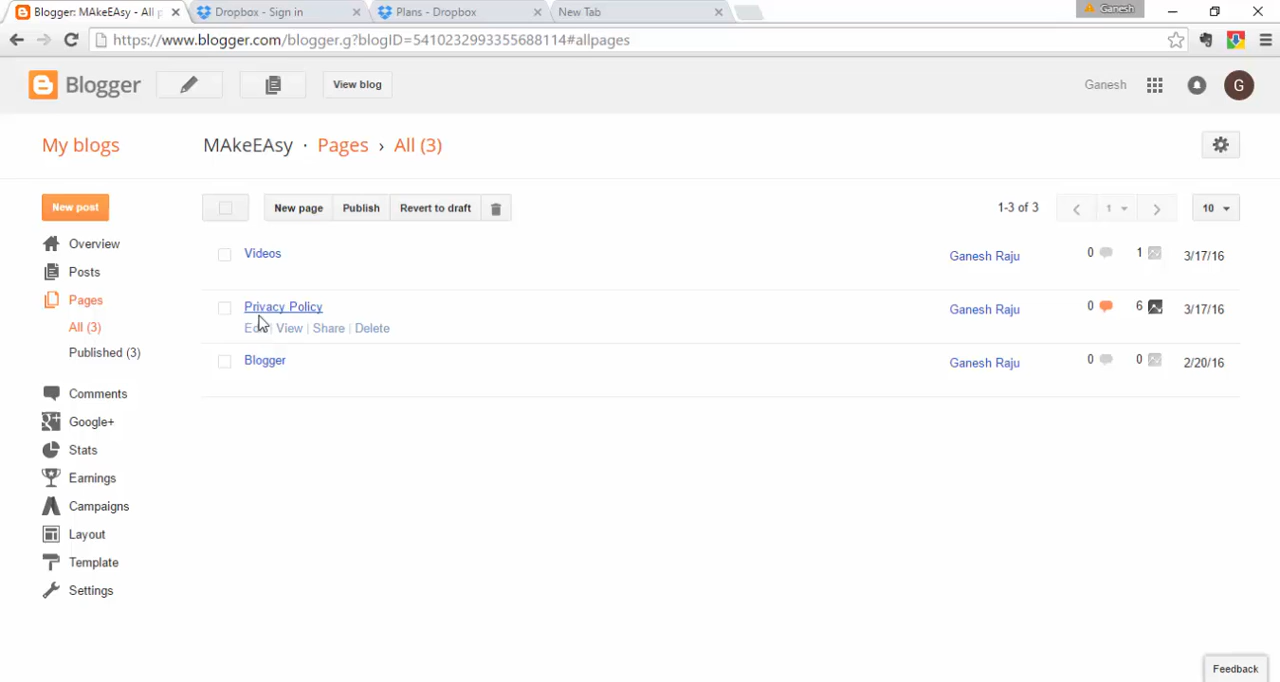 Blogger: MAkeEAsy - All p
Dropbox - Sign in
Plans - Dropbox
New Tab
Ganesh
https://www.blogger.com/blogger.g?blogID=5410232993355688114#allpages
Blogger
View blog
Ganesh
G
My blogs
MAkeEAsy · Pages › All (3)
New post
New page
Publish
Revert to draft
1-3 of 3
1
10
Overview
Posts
Pages
All (3)
Published (3)
Comments
Google+
Stats
Earnings
Campaigns
Layout
Template
Settings
Videos
Ganesh Raju
0
1
3/17/16
Privacy Policy
View | Share | Delete
Ganesh Raju
0
6
3/17/16
Blogger
Ganesh Raju
0
0
2/20/16
Feedback